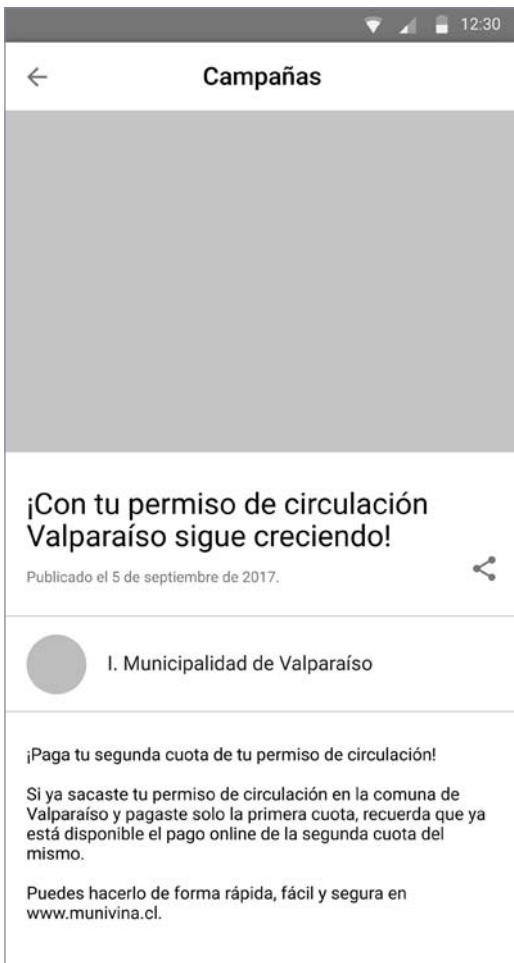 12:30
Campañas
¡Con tu permiso de circulación
Valparaíso sigue creciendo!
Publicado el 5 de septiembre de 2017.
I. Municipalidad de Valparaíso
¡Paga tu segunda cuota de tu permiso de circulación!
Si ya sacaste tu permiso de circulación en la comuna de
Valparaíso y pagaste solo la primera cuota, recuerda que ya
está disponible el pago online de la segunda cuota del
mismo.
Puedes hacerlo de forma rápida, fácil y segura en
www.munivina.cl.